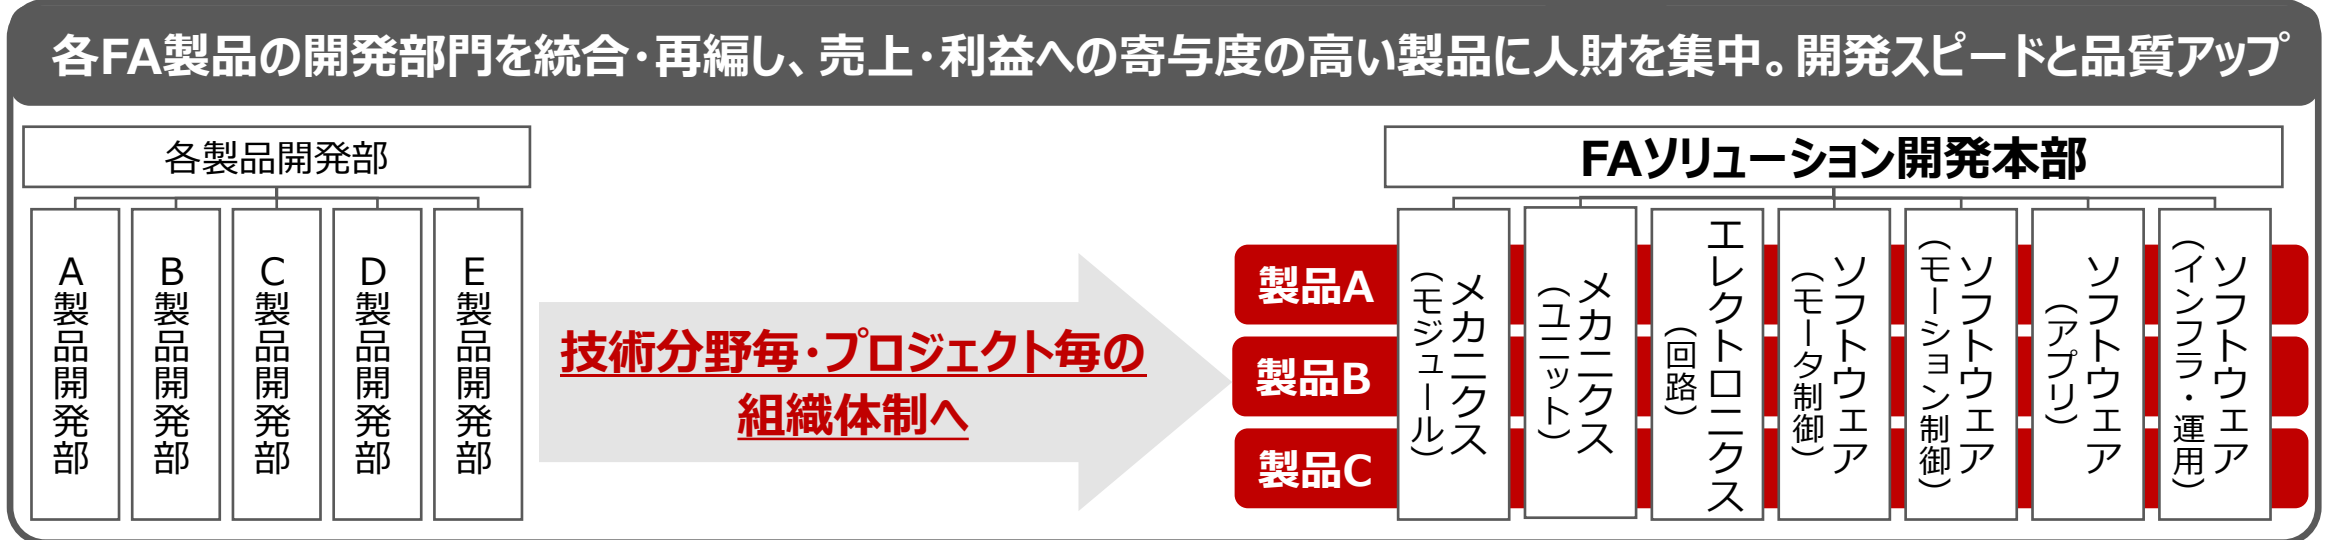 各FA製品の開発部門を統合・再編し、売上・利益への寄与度の高い製品に人財を集中。開発スピードと品質アップ
各製品開発部
A製品開発部
B製品開発部
C製品開発部
D製品開発部
E製品開発部
技術分野毎・プロジェクト毎の
組織体制へ
FAソリューション開発本部
製品A
製品B
製品C
メカニクス
（モジュール）
メカニクス
（ユニット）
エレクトロニクス
（回路）
ソフトウェア
（モータ制御）
ソフトウェア
（モーション制御）
ソフトウェア
（アプリ）
ソフトウェア
（インフラ・運用）